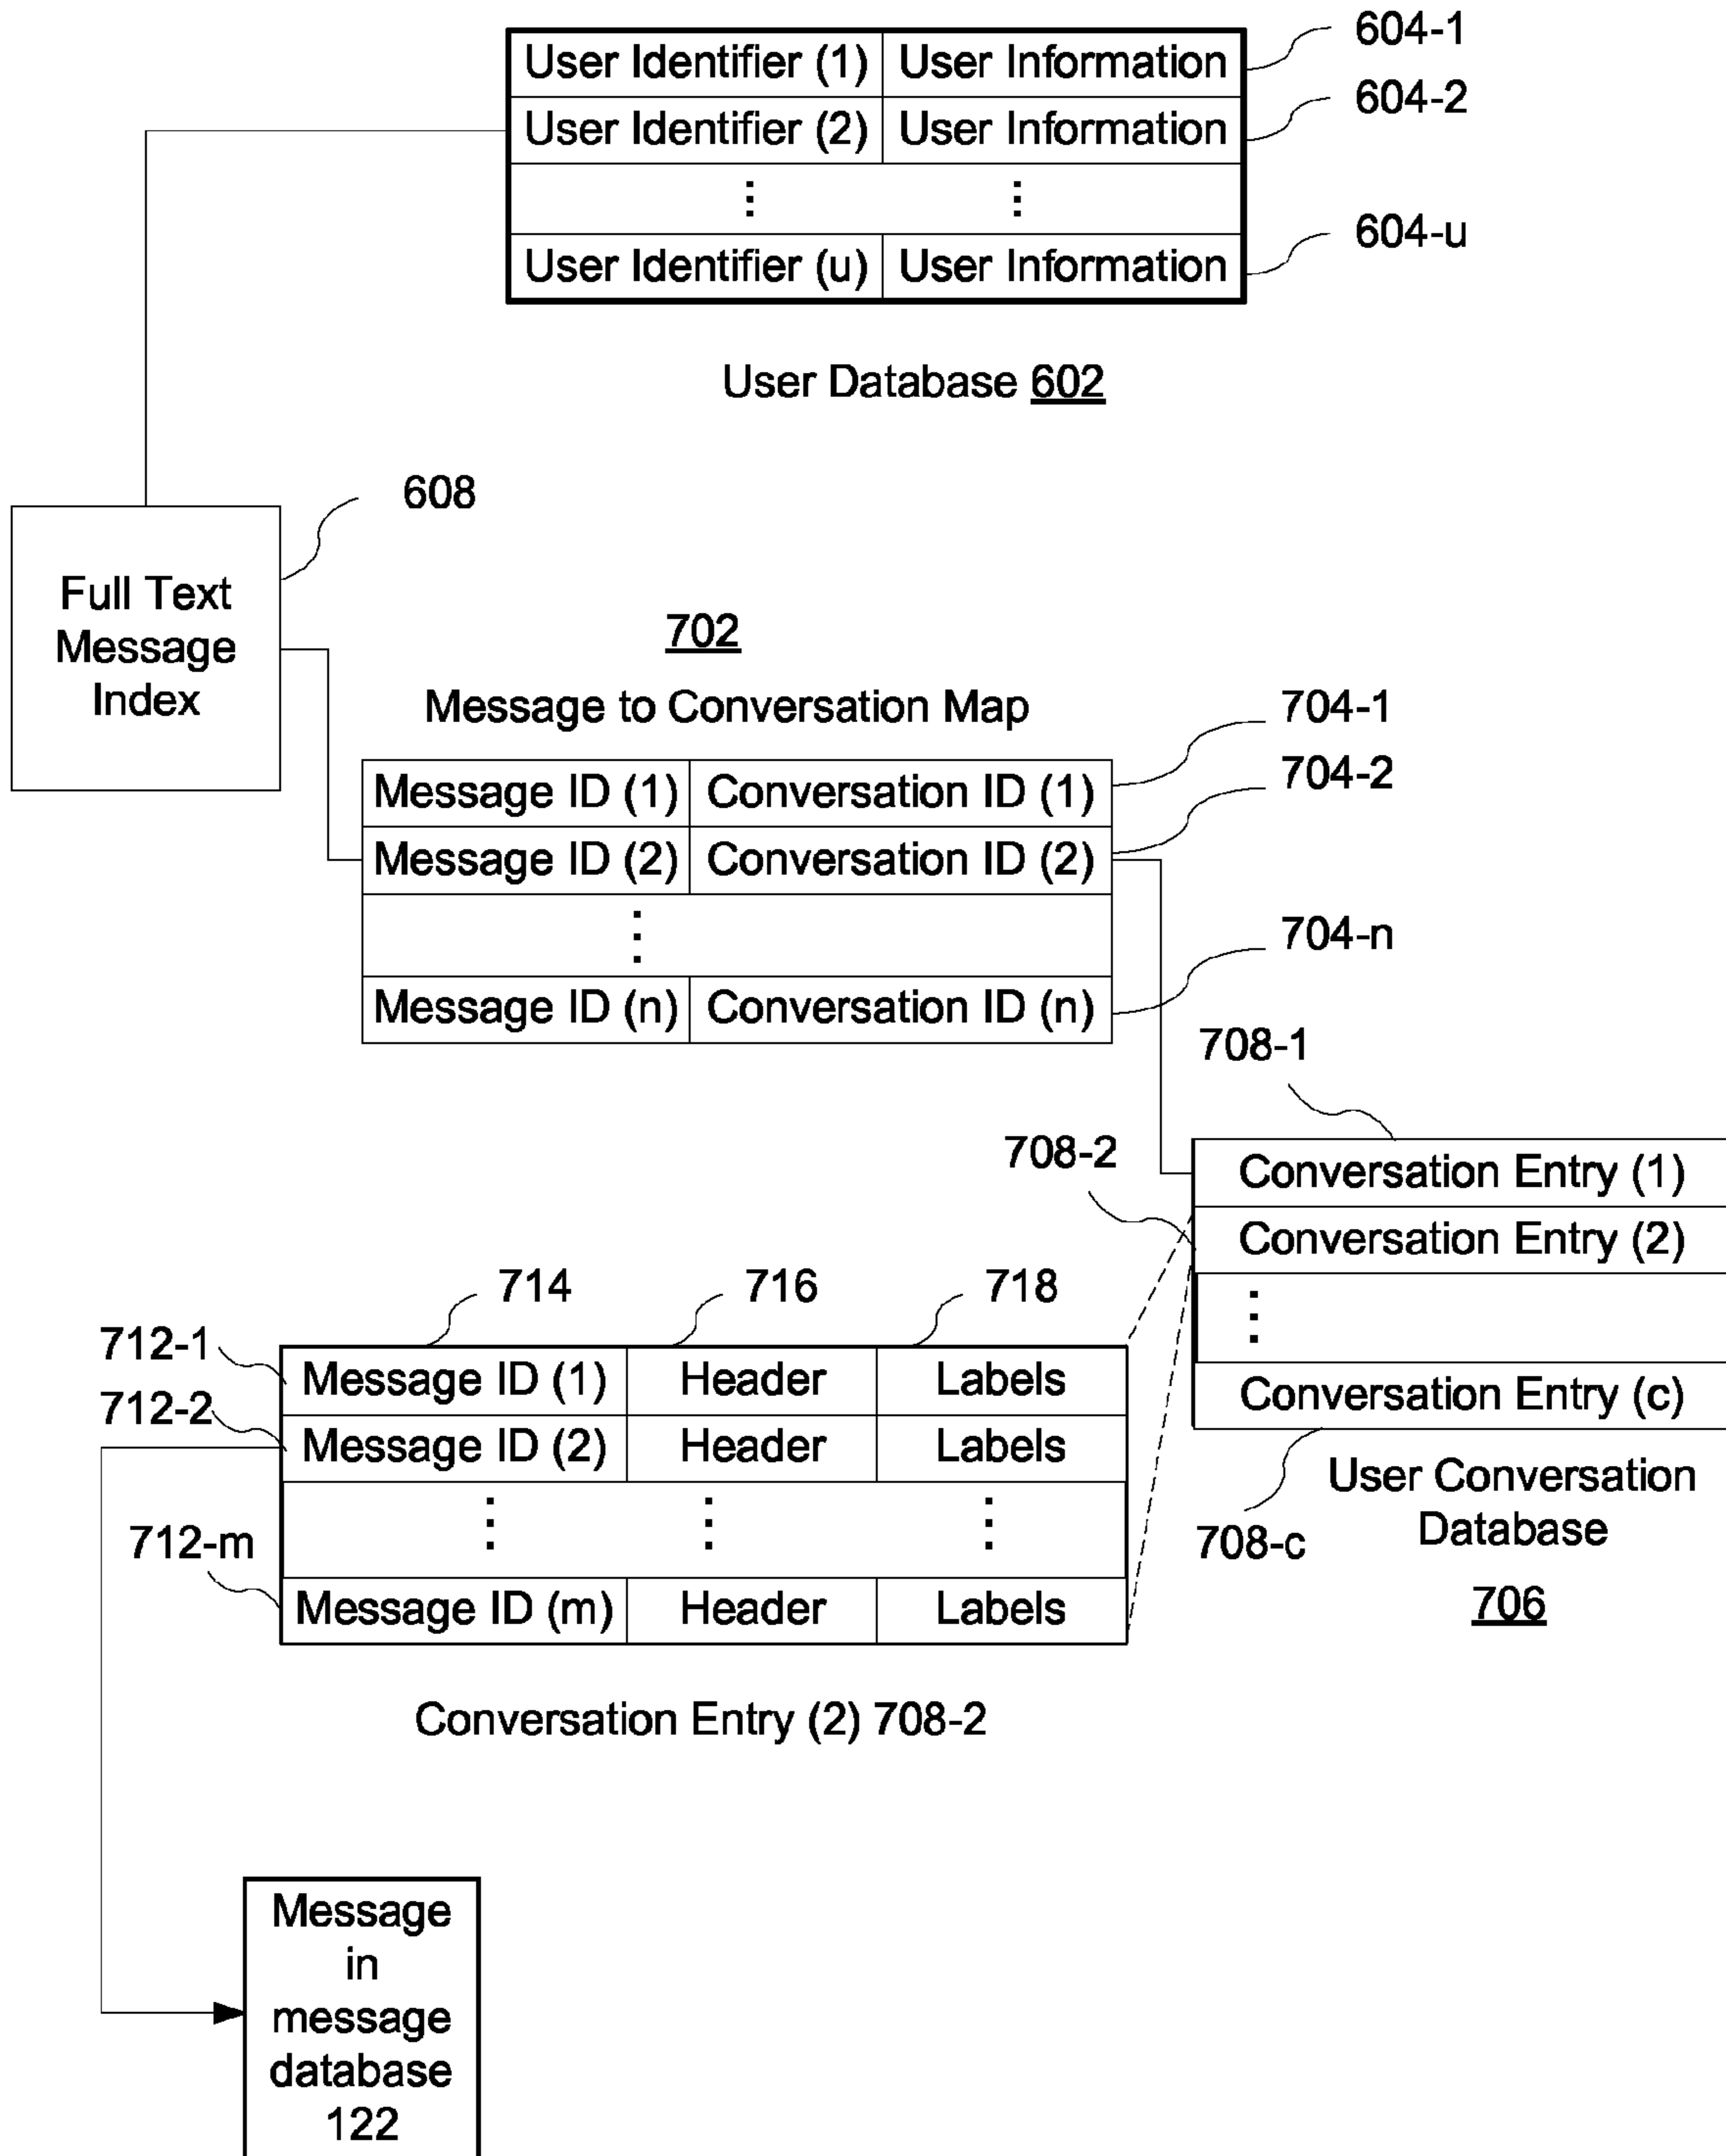 User Identifier (1) User Information 604-1
User Identifier (2) User Information 604-2
⋮ ⋮
User Identifier (u) User Information 604-u
User Database 602
608
Full Text
Message
Index
702
Message to Conversation Map
704-1
Message ID (1) Conversation ID (1)
704-2
Message ID (2) Conversation ID (2)
⋮
704-n
Message ID (n) Conversation ID (n)
708-1
708-2
Conversation Entry (1)
Conversation Entry (2)
⋮
Conversation Entry (c)
708-c
User Conversation
Database
706
714 716 718
712-1
Message ID (1) Header Labels
712-2
Message ID (2) Header Labels
⋮ ⋮ ⋮
712-m
Message ID (m) Header Labels
Conversation Entry (2) 708-2
Message
in
message
database
122